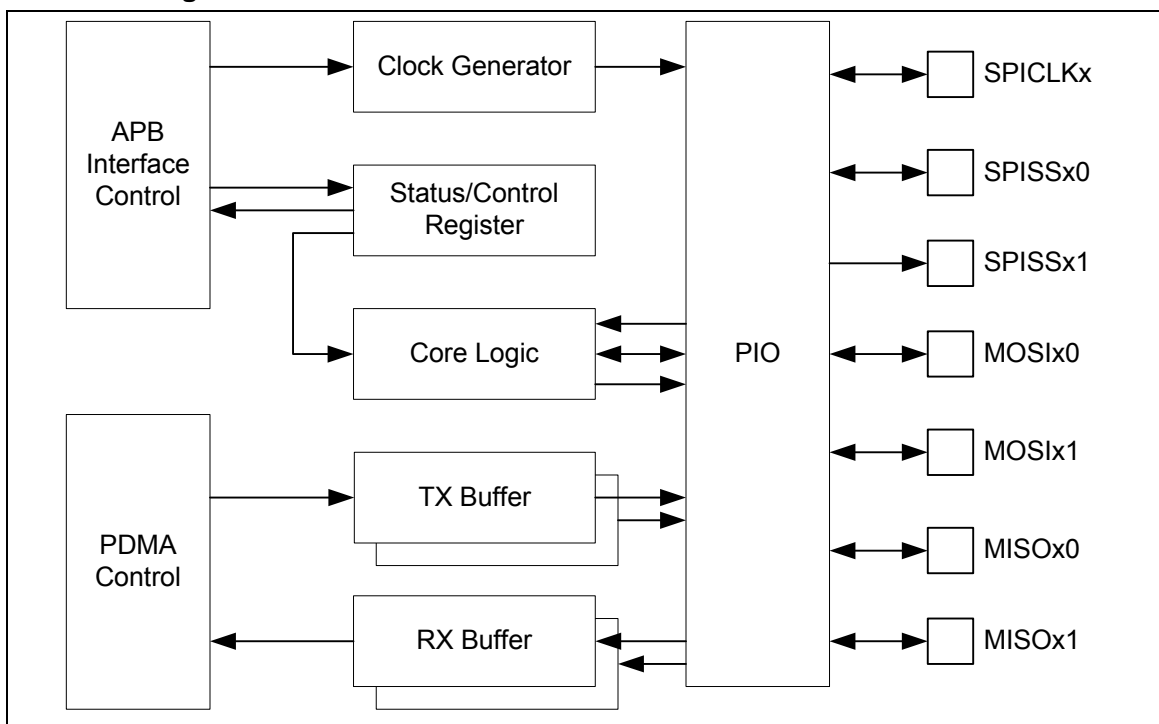 Clock Generator
APB
Interface
Control
Status/Control
Register
Core Logic
PIO
TX Buffer
PDMA
Control
RX Buffer
SPICLKx
SPISSx0
SPISSx1
MOSIx0
MOSIx1
MISOx0
MISOx1